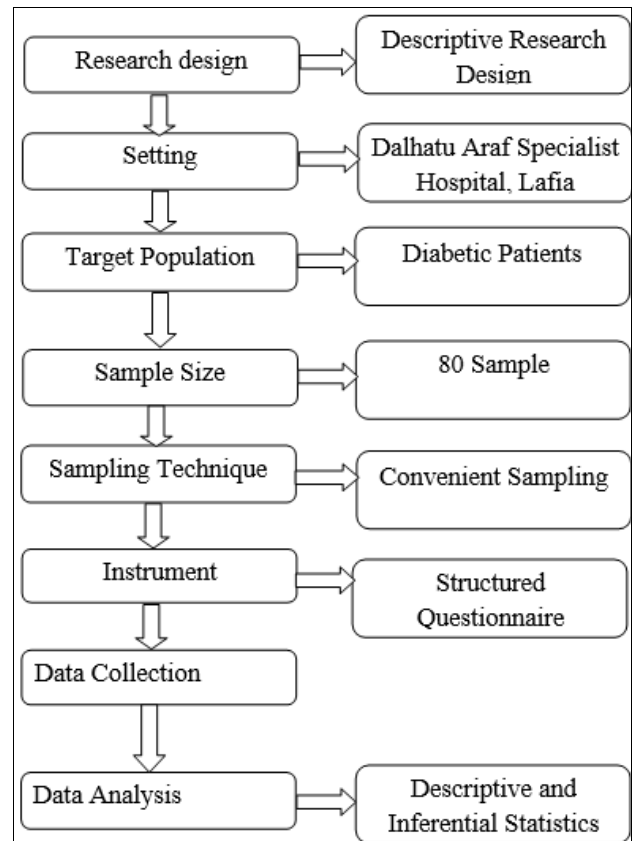 Research design
Descriptive Research
Design
Setting
Dalhatu Araf Specialist
Hospital, Lafia
Target Population
Diabetic Patients
Sample Size
80 Sample
Sampling Technique
Convenient Sampling
Instrument
Structured
Questionnaire
Data Collection
Data Analysis
Descriptive and
Inferential Statistics